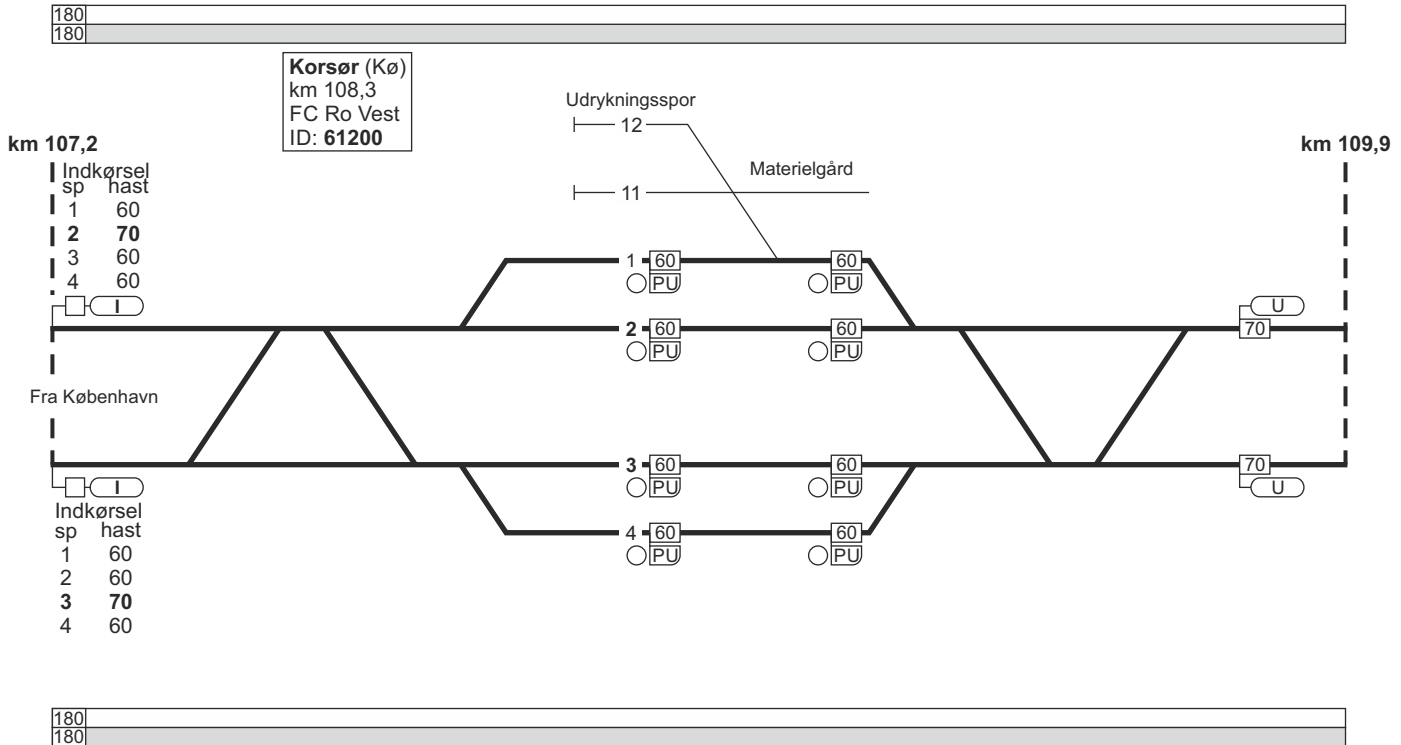 180
180
Korsør (Kø)
km 108,3
FC Ro Vest
ID: 61200
Udrykningsspor
12
km 107,2
km 109,9
Indkørsel
sp hast
1 60
2 70
3 60
4 60
Materielgård
11
1 60 60
PU PU
I
U
2 60 60 70
PU PU
Fra København
3 60 60 70
I
PU PU
U
Indkørsel
sp hast
1 60
2 60
3 70
4 60
4 60 60
PU PU
180
180